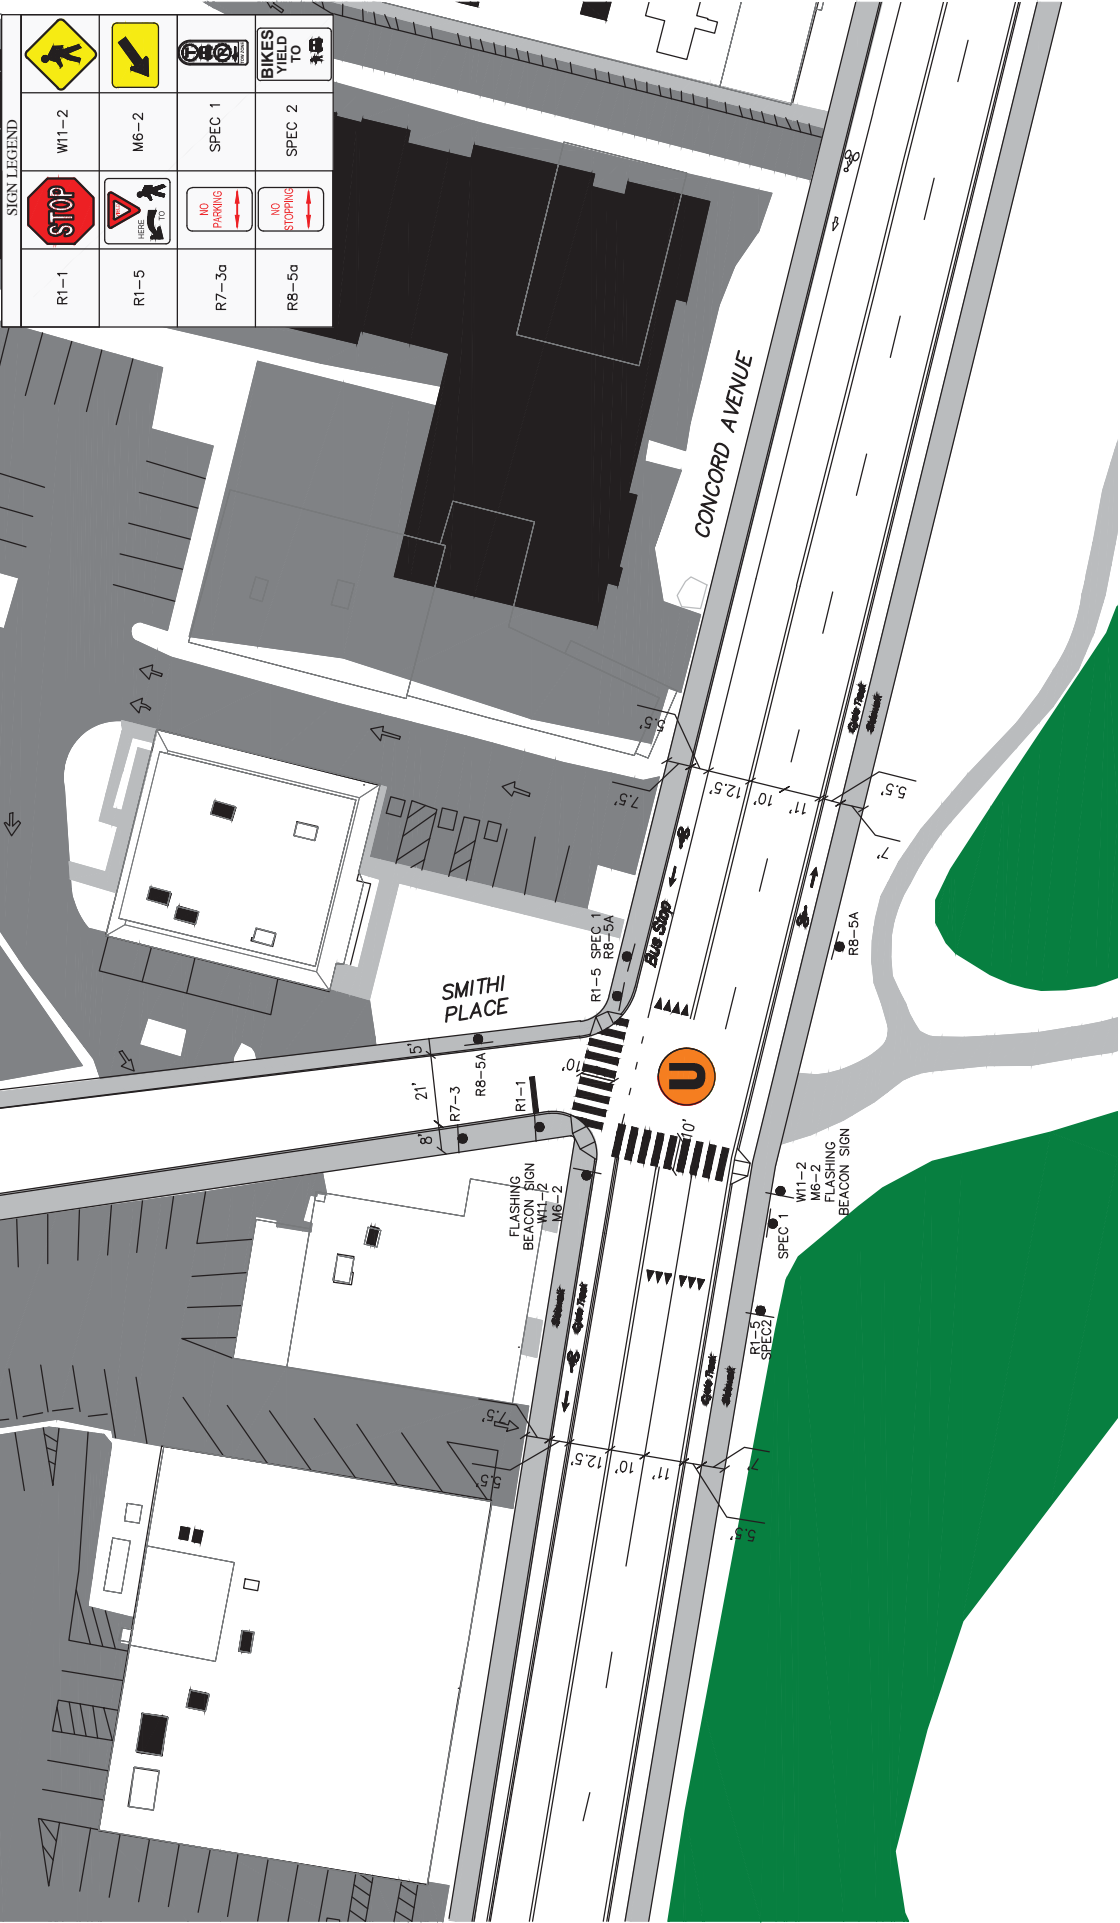 SIGN LEGEND
R1-1
STOP
W11-2
R1-5
HERE
TO
M6-2
R7-3a
NO
PARKING
SPEC 1
R8-5a
NO
STOPPING
SPEC 2
BIKES
YIELD
TO
CONCORD AVENUE
SMITHI
PLACE
5'
21'
8'
R7-3
R8-5A
R1-1
10'
R1-5 SPEC 1
R8-5A
Bus Stop
5.5'
7.5'
12.5'
10'
11'
5.5'
7'
Cycle Track
Sidewalk
R8-5A
U
10'
FLASHING
BEACON SIGN
W11-2
M6-2
W11-2
M6-2
FLASHING
BEACON SIGN
SPEC 1
R1-5
SPEC2
Sidewalk
Cycle Track
Cycle Track
Sidewalk
7.5'
5.5'
12.5'
10'
11'
7'
5.5'